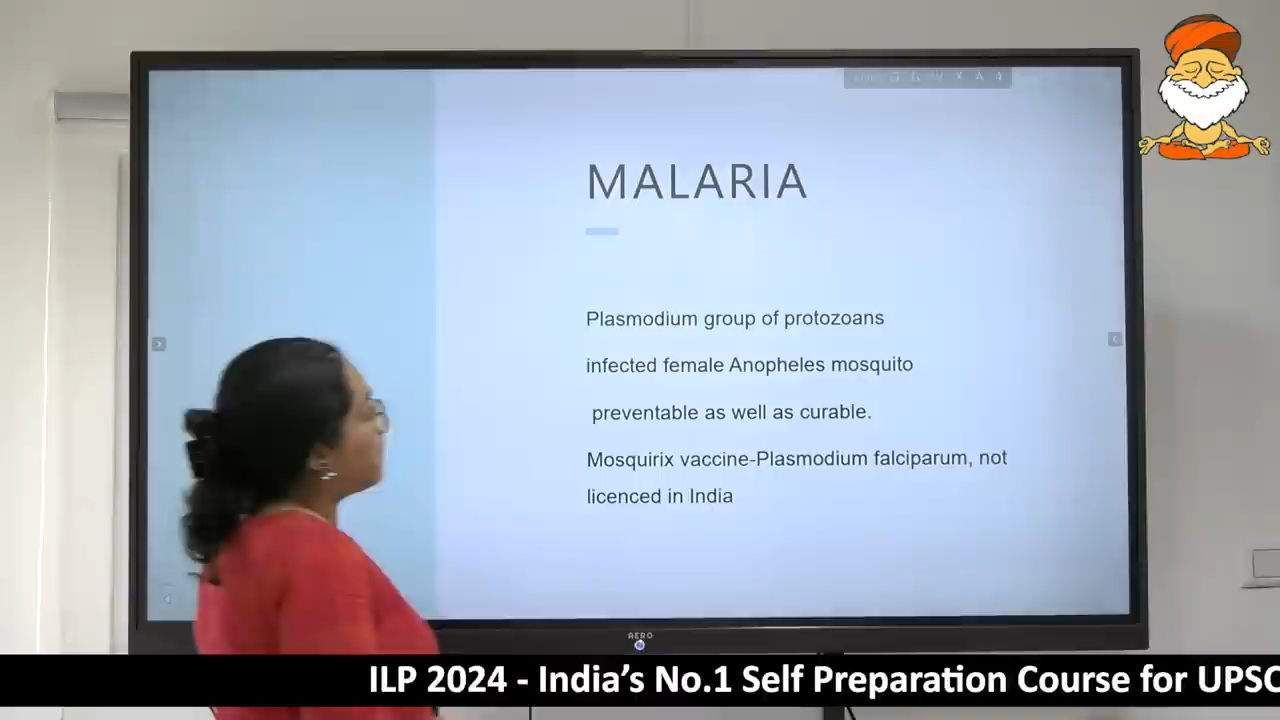 MALARIA
Plasmodium group of protozoans
infected female Anopheles mosquito
preventable as well as curable.
Mosquirix vaccine-Plasmodium falciparum, not
licenced in India
AERO
ILP 2024 - India's No.1 Self Preparation Course for UPSC